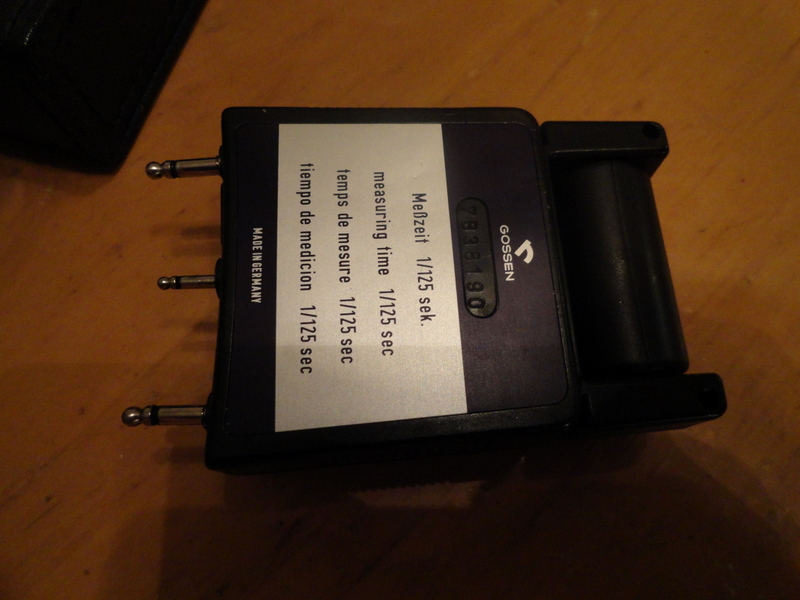 GOSSEN
7B38190
Meßzeit 1/125 sek.
measuring time 1/125 sec
temps de mesure 1/125 sec
tiempo de medicion 1/125 sec
MADE IN GERMANY